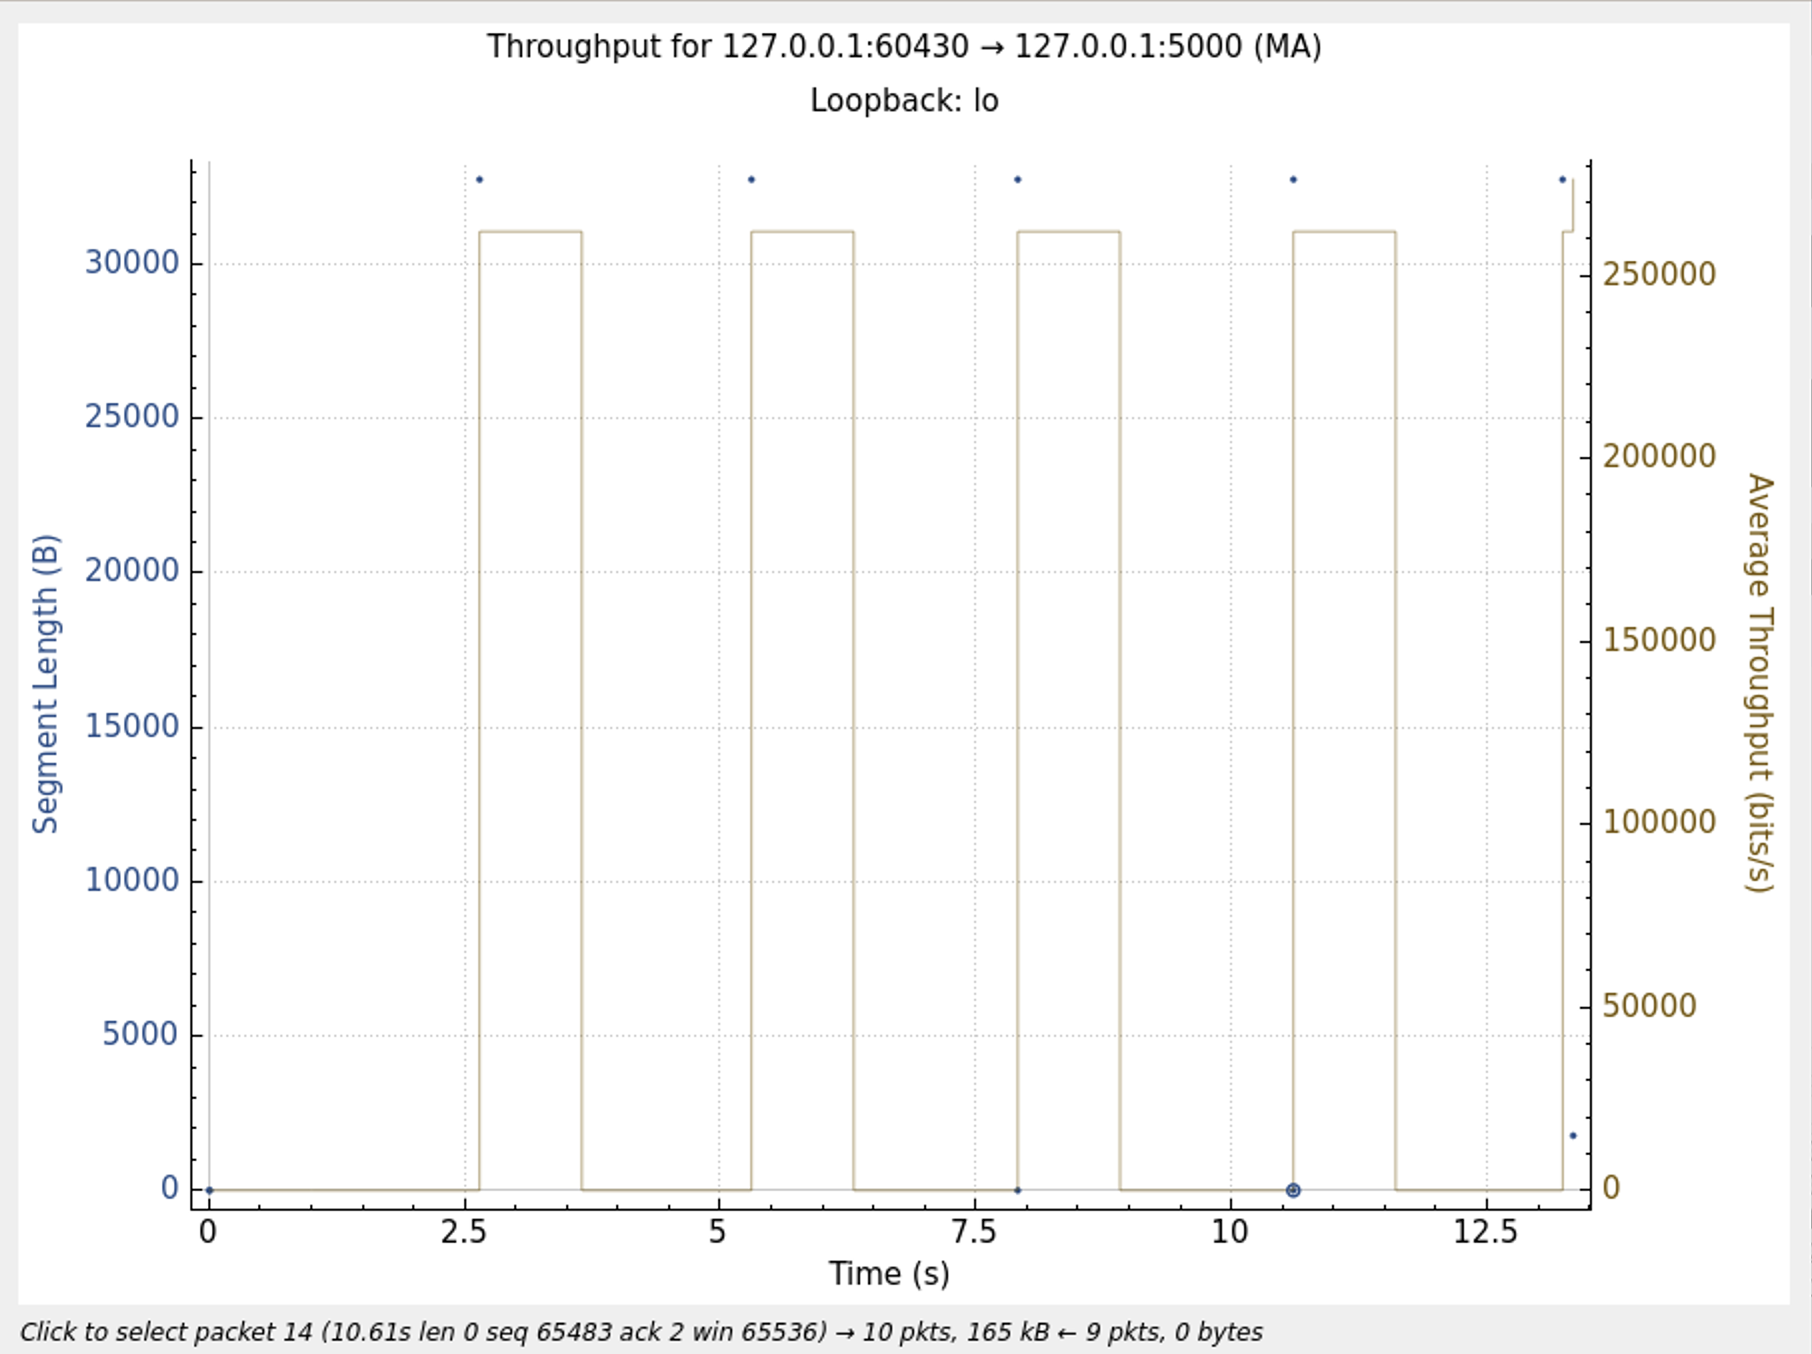 Throughput for 127.0.0.1:60430 → 127.0.0.1:5000 (MA)
Loopback: lo
Segment Length (B)
30000
25000
20000
15000
10000
5000
0
250000
200000
150000
100000
50000
0
Average Throughput (bits/s)
0 2.5 5 7.5 10 12.5
Time (s)
Click to select packet 14 (10.61s len 0 seq 65483 ack 2 win 65536) → 10 pkts, 165 kB ← 9 pkts, 0 bytes